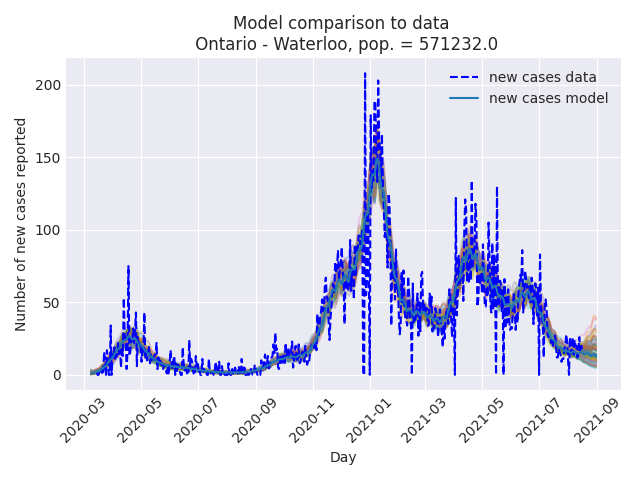 Model comparison to data
Ontario - Waterloo, pop. = 571232.0
new cases data
new cases model
Number of new cases reported
200
150
100
50
0
2020-03
2020-05
2020-07
2020-09
2020-11
2021-01
2021-03
2021-05
2021-07
2021-09
Day